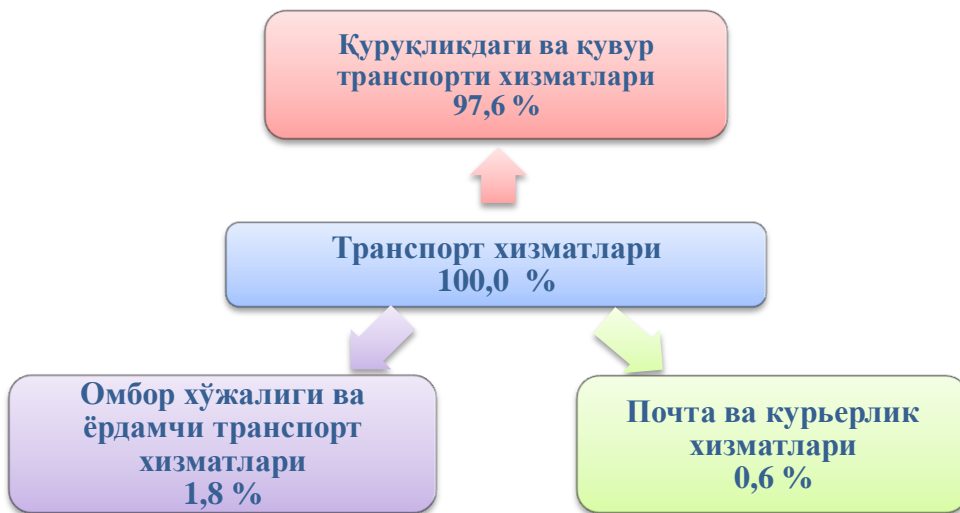 Қуруқликдаги ва қувур
транспорти хизматлари
97,6 %
Транспорт хизматлари
100,0 %
Омбор хўжалиги ва
ёрдамчи транспорт
хизматлари
1,8 %
Почта ва курьерлик
хизматлари
0,6 %